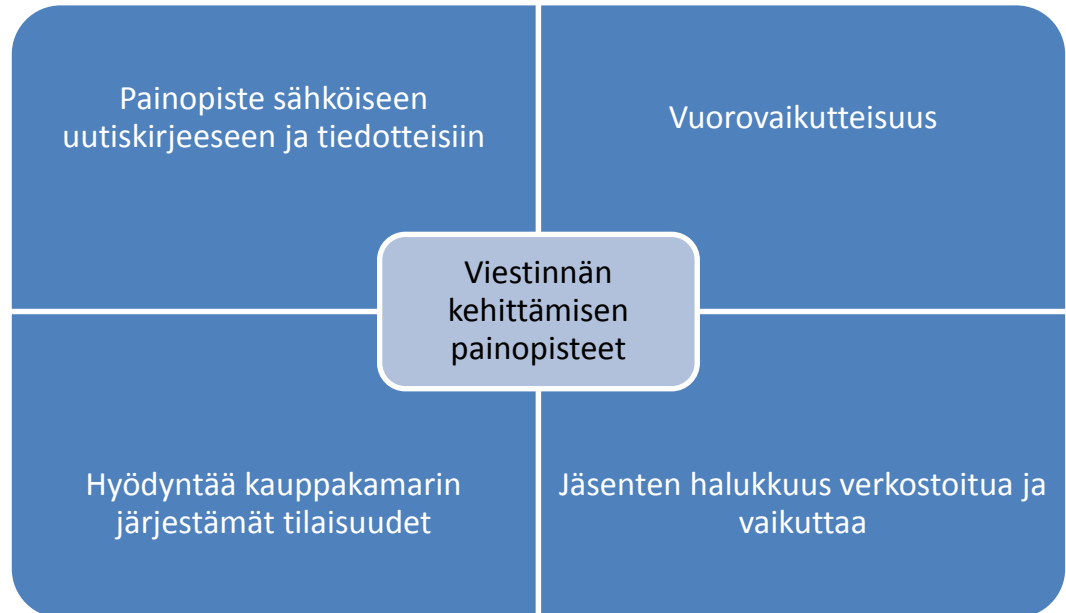 Painopiste sähköiseen
uutiskirjeeseen ja tiedotteisiin
Vuorovaikutteisuus
Viestinnän
kehittämisen
painopisteet
Hyödyntää kauppakamarin
järjestämät tilaisuudet
Jäsenten halukkuus verkostoitua ja
vaikuttaa